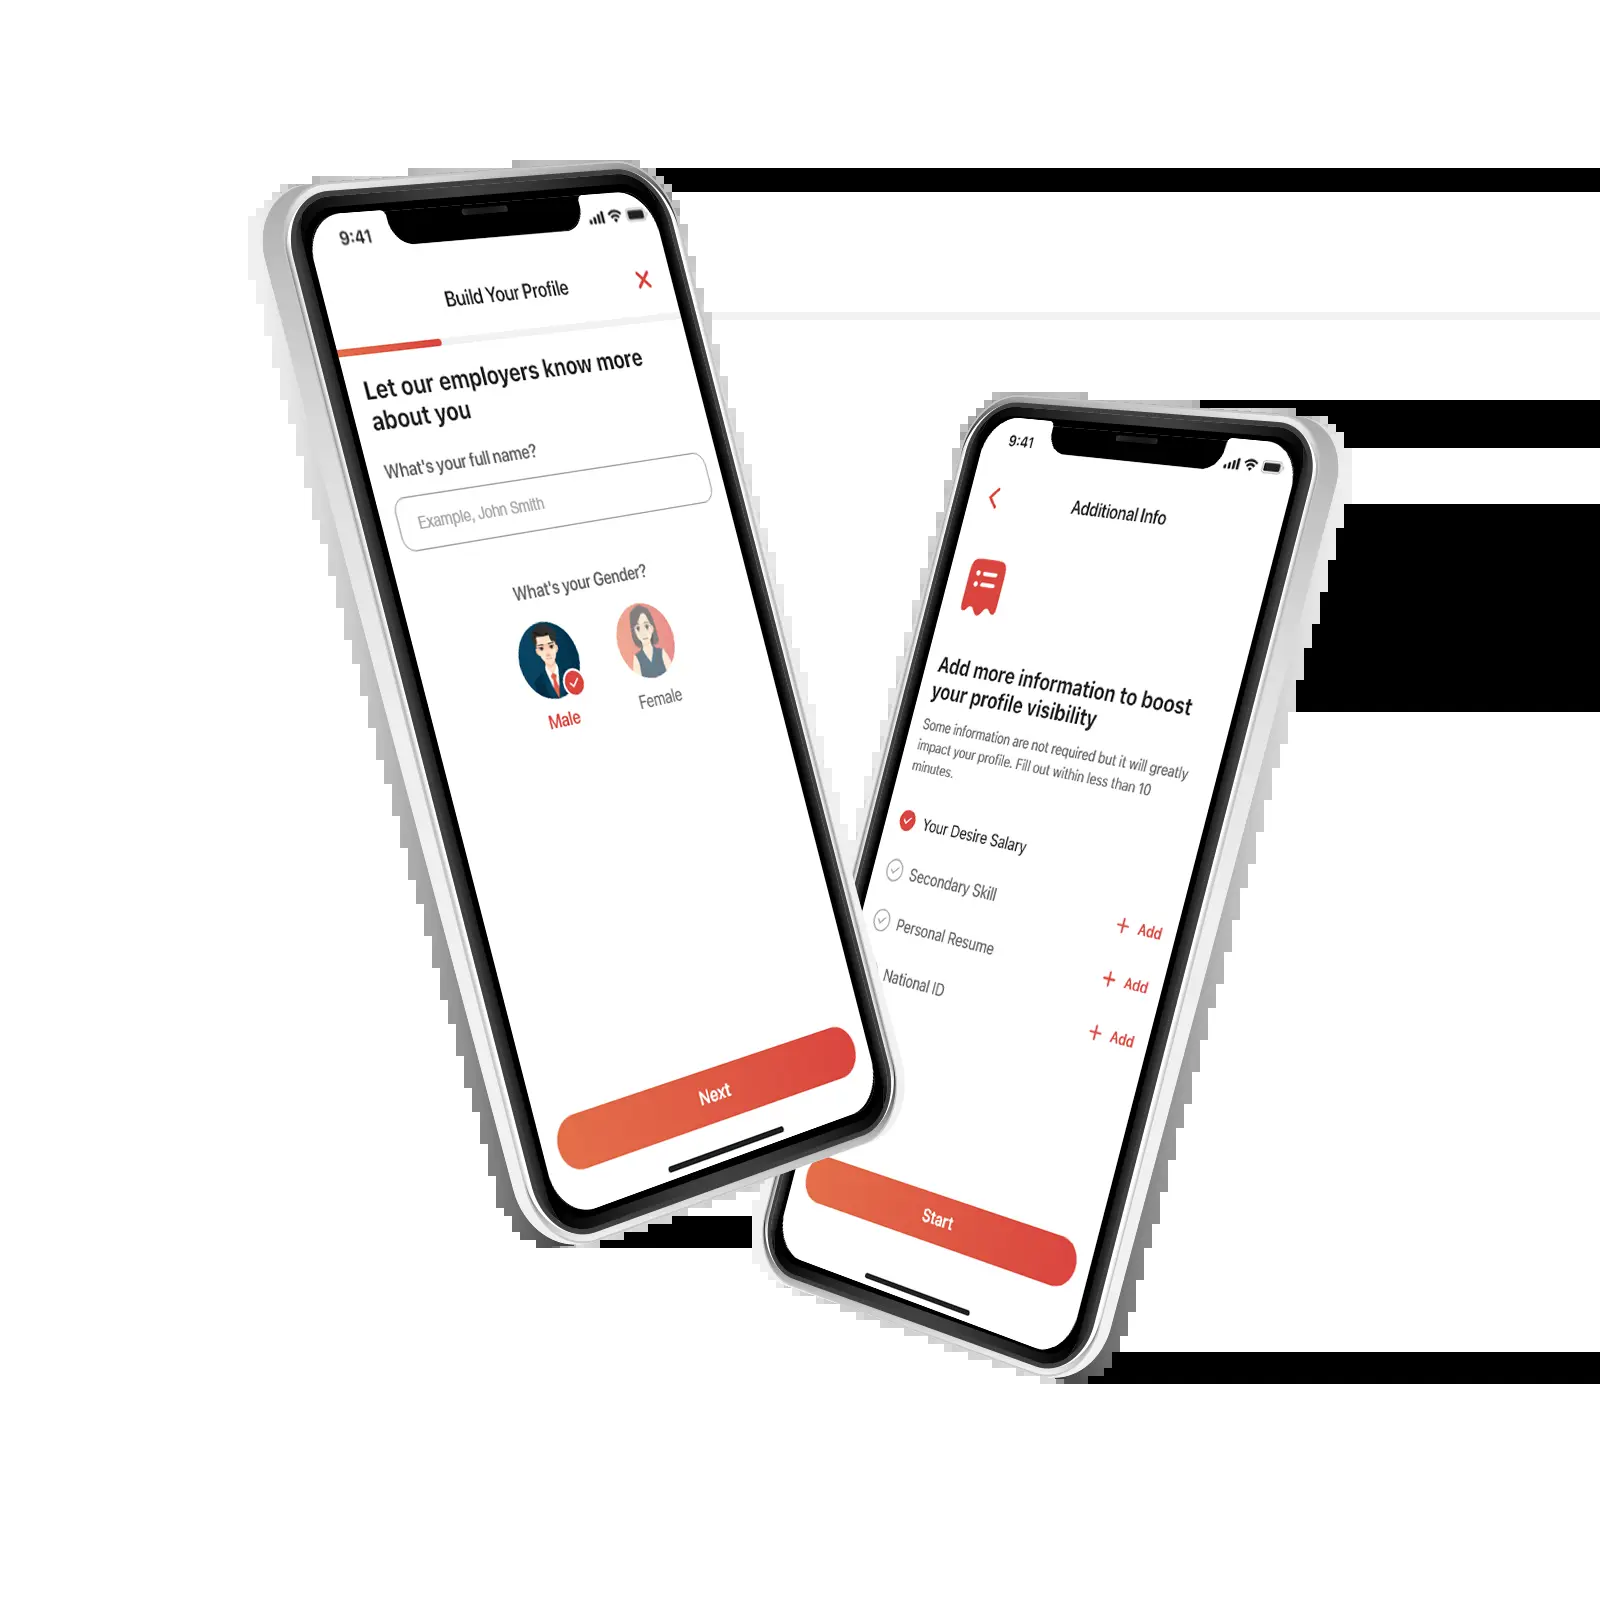 9:41
Build Your Profile
Let our employers know more
about you
What's your full name?
Example, John Smith
What's your Gender?
Male
Female
Next
9:41
Additional Info
Add more information to boost
your profile visibility
Some information are not required but it will greatly
impact your profile. Fill out within less than 10
minutes.
Your Desire Salary
Secondary Skill
Add
Personal Resume
Add
National ID
Add
Start